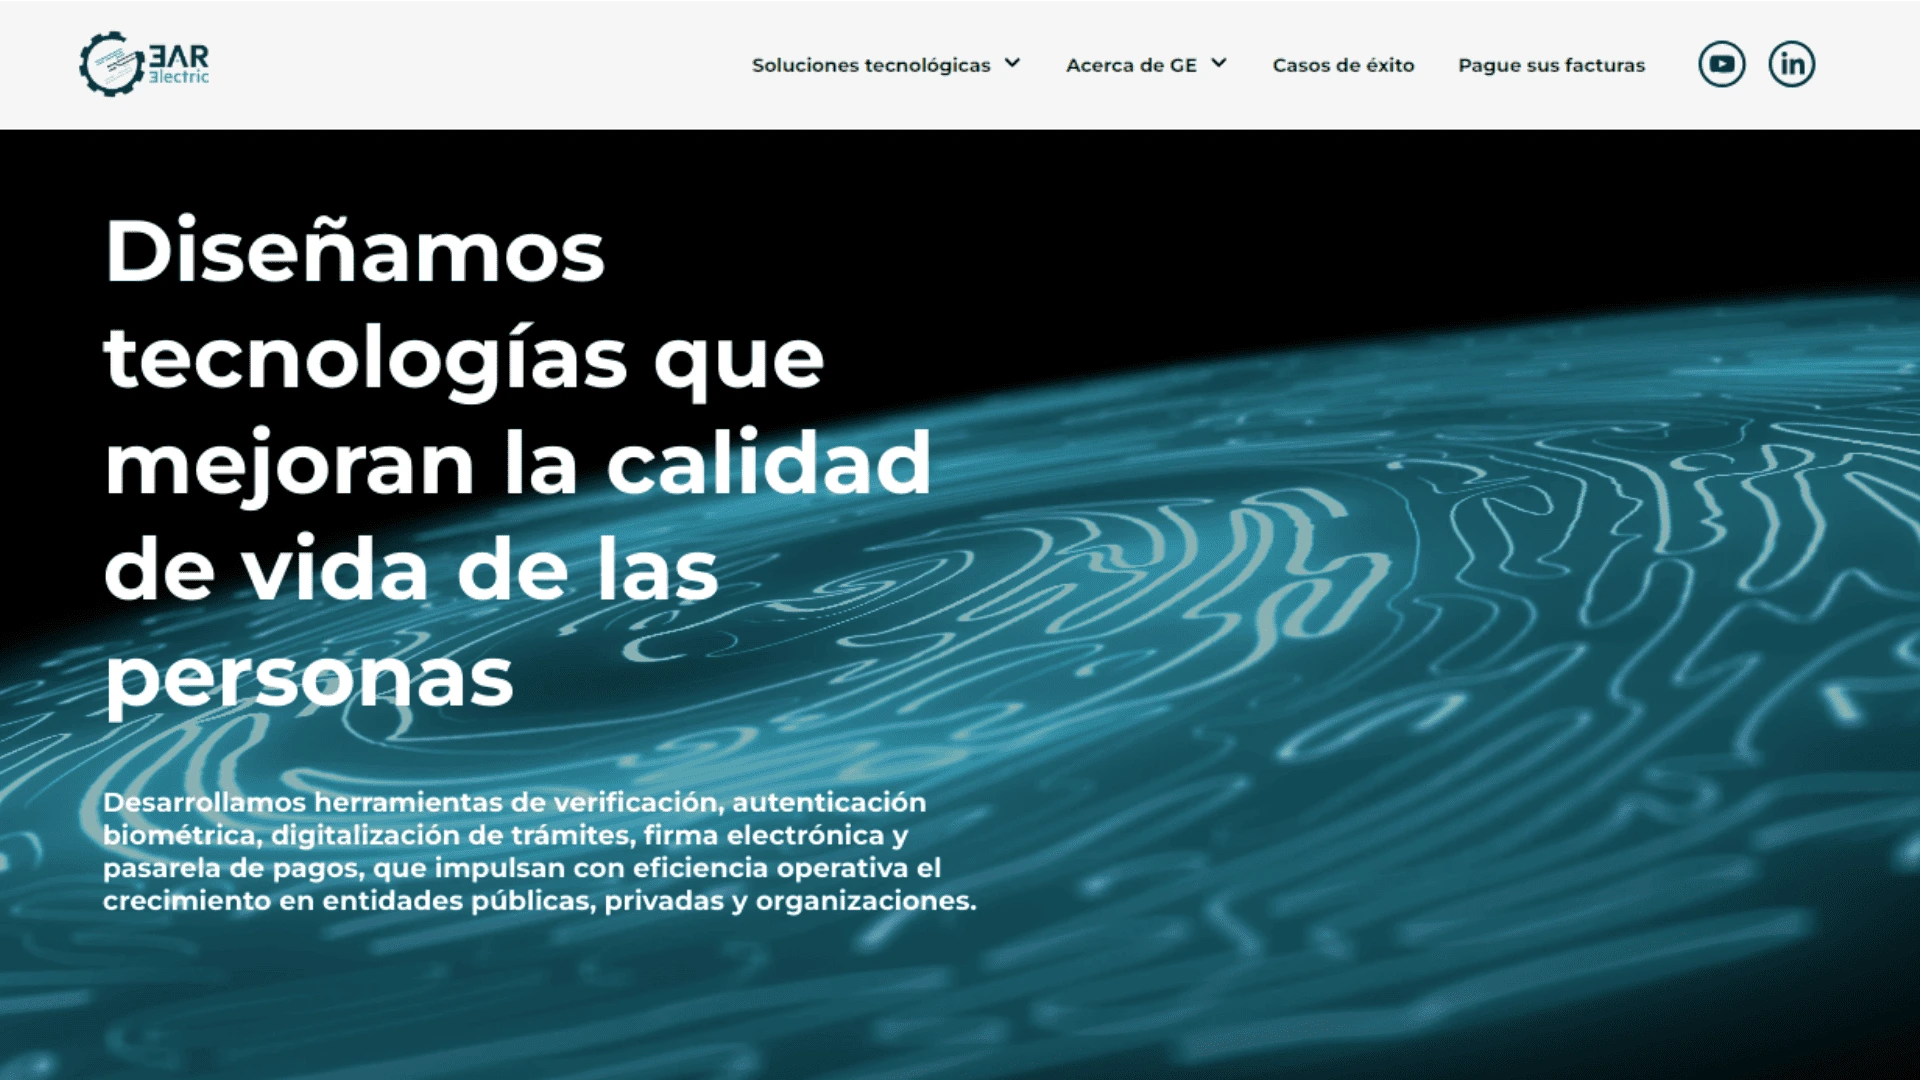 GEAR
Electric
Soluciones tecnológicas
Acerca de GE
Casos de éxito
Pague sus facturas
in
Diseñamos
tecnologías que
mejoran la calidad
de vida de las
personas
Desarrollamos herramientas de verificación, autenticación
biométrica, digitalización de trámites, firma electrónica y
pasarela de pagos, que impulsan con eficiencia operativa el
crecimiento en entidades públicas, privadas y organizaciones.